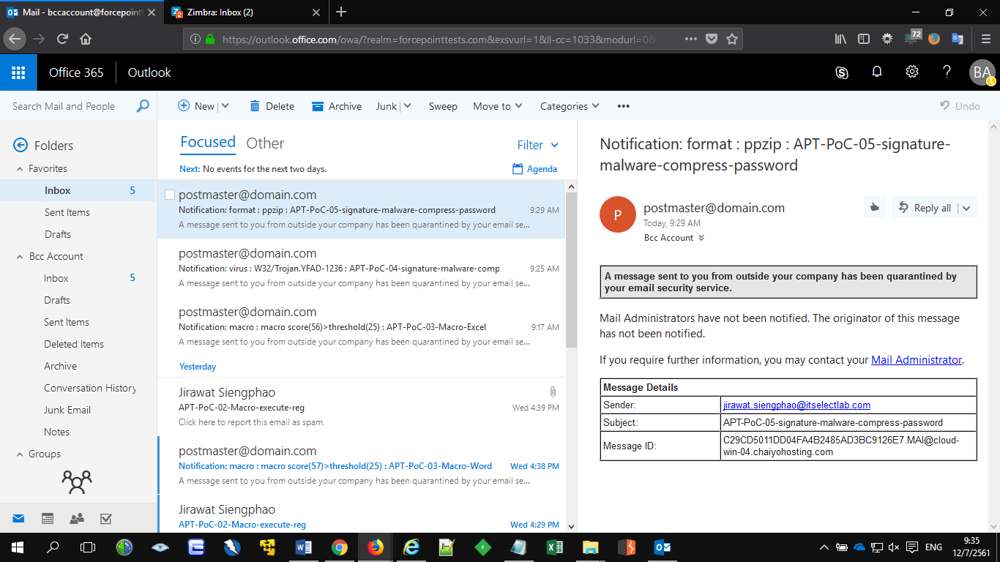 Mail - bccaccount@forcepointt
Zimbra: Inbox (2)
https://outlook.office.com/owa/?realm=forcepointtests.com&exsvurl=1&ll-cc=1033&modurl=0&
72
Office 365
Outlook
BA
Search Mail and People
New
Delete
Archive
Junk
Sweep
Move to
Categories
Undo
Folders
Favorites
Inbox 5
Sent Items
Drafts
Bcc Account
Inbox 5
Drafts
Sent Items
Deleted Items
Archive
Conversation History
Junk Email
Notes
Groups
Focused Other
Filter
Next: No events for the next two days.
Agenda
postmaster@domain.com
Notification: format : ppzip : APT-PoC-05-signature-malware-compress-password 9:29 AM
A message sent to you from outside your company has been quarantined by your email se...
postmaster@domain.com
Notification: virus : W32/Trojan.YFAD-1236 : APT-PoC-04-signature-malware-comp 9:25 AM
A message sent to you from outside your company has been quarantined by your email se...
postmaster@domain.com
Notification: macro : macro score(56)>threshold(25) : APT-PoC-03-Macro-Excel 9:17 AM
A message sent to you from outside your company has been quarantined by your email se...
Yesterday
Jirawat Siengphao
APT-PoC-02-Macro-execute-reg Wed 4:39 PM
Click here to report this email as spam.
postmaster@domain.com
Notification: macro : macro score(57)>threshold(25) : APT-PoC-03-Macro-Word Wed 4:38 PM
A message sent to you from outside your company has been quarantined by your email se...
Jirawat Siengphao
APT-PoC-02-Macro-execute-reg Wed 4:29 PM
Notification: format : ppzip : APT-PoC-05-signature-
malware-compress-password
P
postmaster@domain.com
Today, 9:29 AM
Bcc Account
Reply all
A message sent to you from outside your company has been quarantined by
your email security service.
Mail Administrators have not been notified. The originator of this message
has not been notified.
If you require further information, you may contact your Mail Administrator.
Message Details
Sender: jirawat.siengphao@itselectlab.com
Subject: APT-PoC-05-signature-malware-compress-password
Message ID: C29CD5011DD04FA4B2485AD3BC9126E7.MAI@cloud-
win-04.chaiyohosting.com
ENG
9:35
12/7/2561